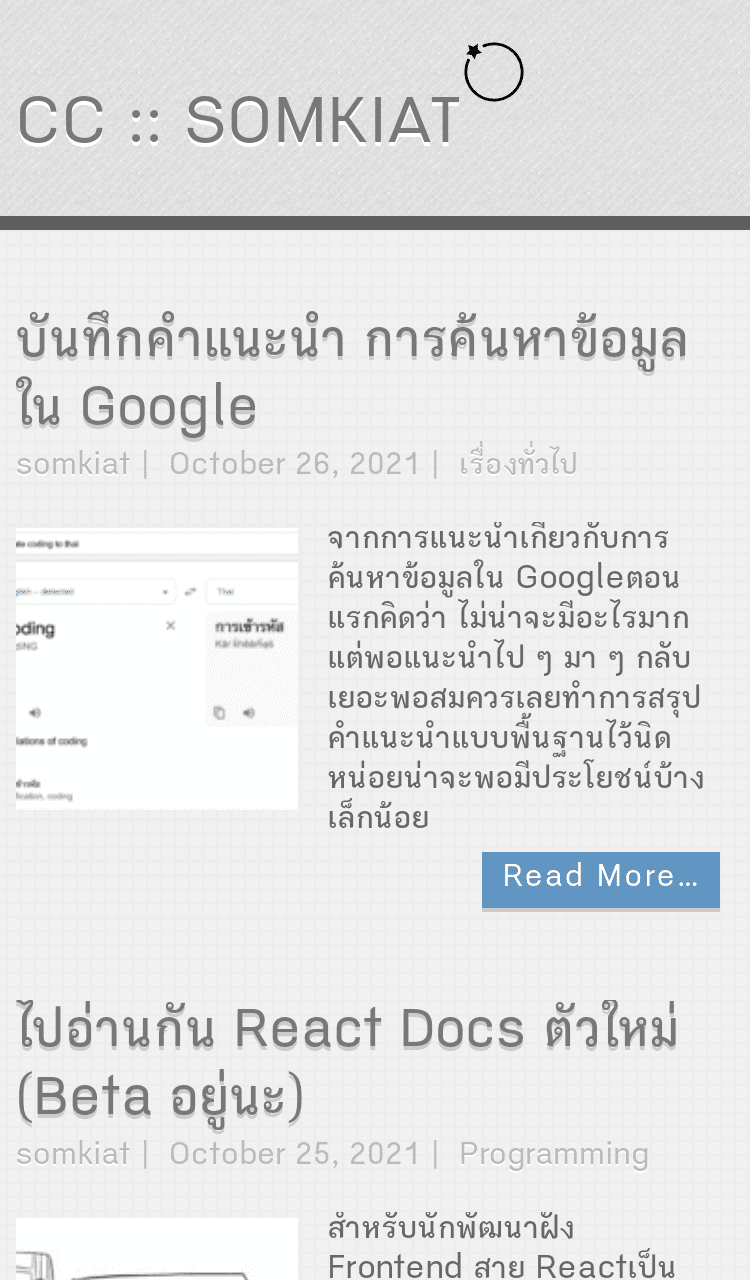 CC :: SOMKIAT
บันทึกคำแนะนำ การค้นหาข้อมูล
ใน Google
somkiat | October 26, 2021 | เรื่องทั่วไป
จากการแนะนำเกี่ยวกับการ
ค้นหาข้อมูลใน Googleตอน
แรกคิดว่า ไม่น่าจะมีอะไรมาก
แต่พอแนะนำไป ๆ มา ๆ กลับ
เยอะพอสมควรเลยทำการสรุป
คำแนะนำแบบพื้นฐานไว้นิด
หน่อยน่าจะพอมีประโยชน์บ้าง
เล็กน้อย
coding to thai
– detected
Thai
oding
การเข้ารหัส
lations of coding
coding
Read More...
ไปอ่านกัน React Docs ตัวใหม่
(Beta อยู่นะ)
somkiat | October 25, 2021 | Programming
สำหรับนักพัฒนาฝั่ง
Frontend สาย Reactเป็น